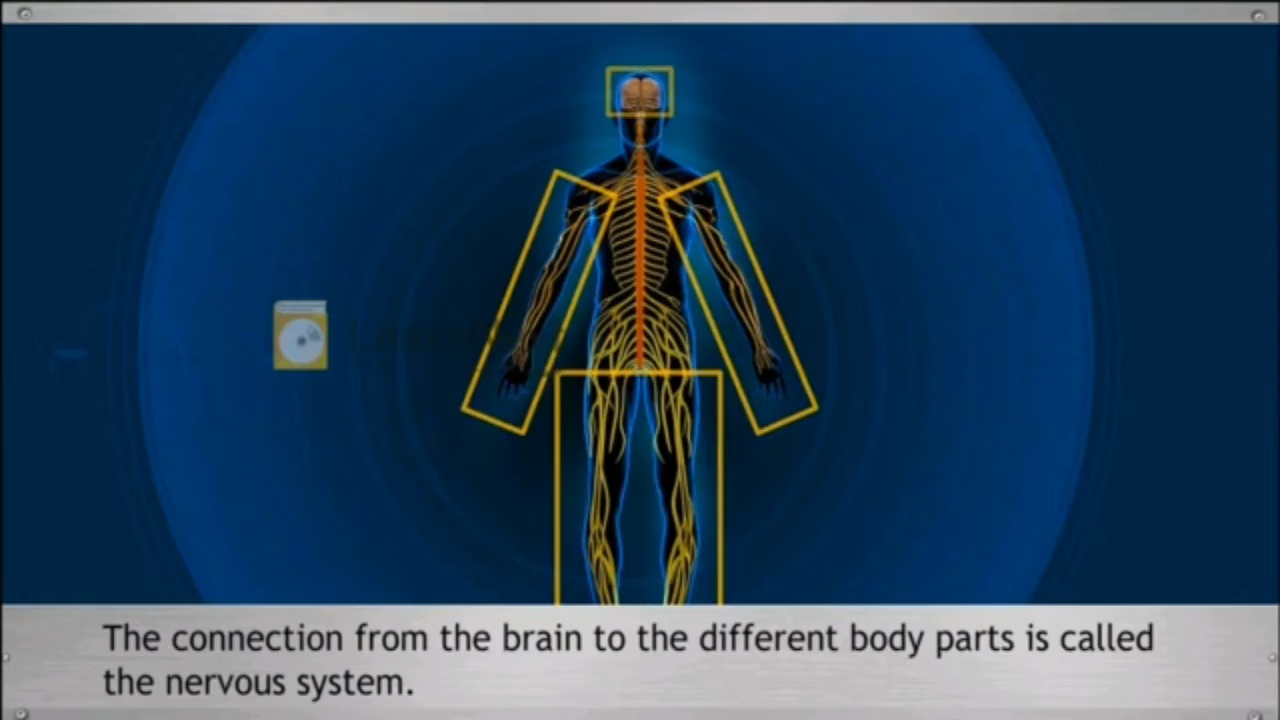 The connection from the brain to the different body parts is called
the nervous system.